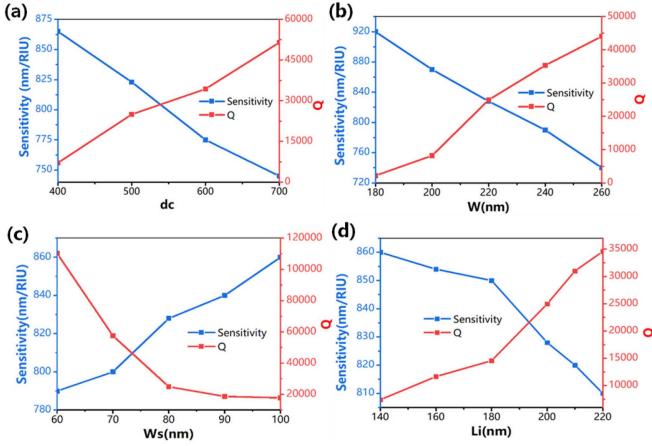 (a)
875
850
825
800
775
750
Sensitivity (nm/RIU)
60000
45000
30000
15000
0
Q
Sensitivity
Q
400
500
600
700
dc
(b)
920
880
840
800
760
720
Sensitivity(nm/RIU)
50000
40000
30000
20000
10000
0
Q
Sensitivity
Q
180
200
220
240
260
W(nm)
(c)
860
840
820
800
780
Sensitivity(nm/RIU)
120000
100000
80000
60000
40000
20000
Q
Sensitivity
Q
60
70
80
90
100
Ws(nm)
(d)
860
850
840
830
820
810
Sensitivity(nm/RIU)
35000
30000
25000
20000
15000
10000
Q
Sensitivity
Q
140
160
180
200
220
Li(nm)